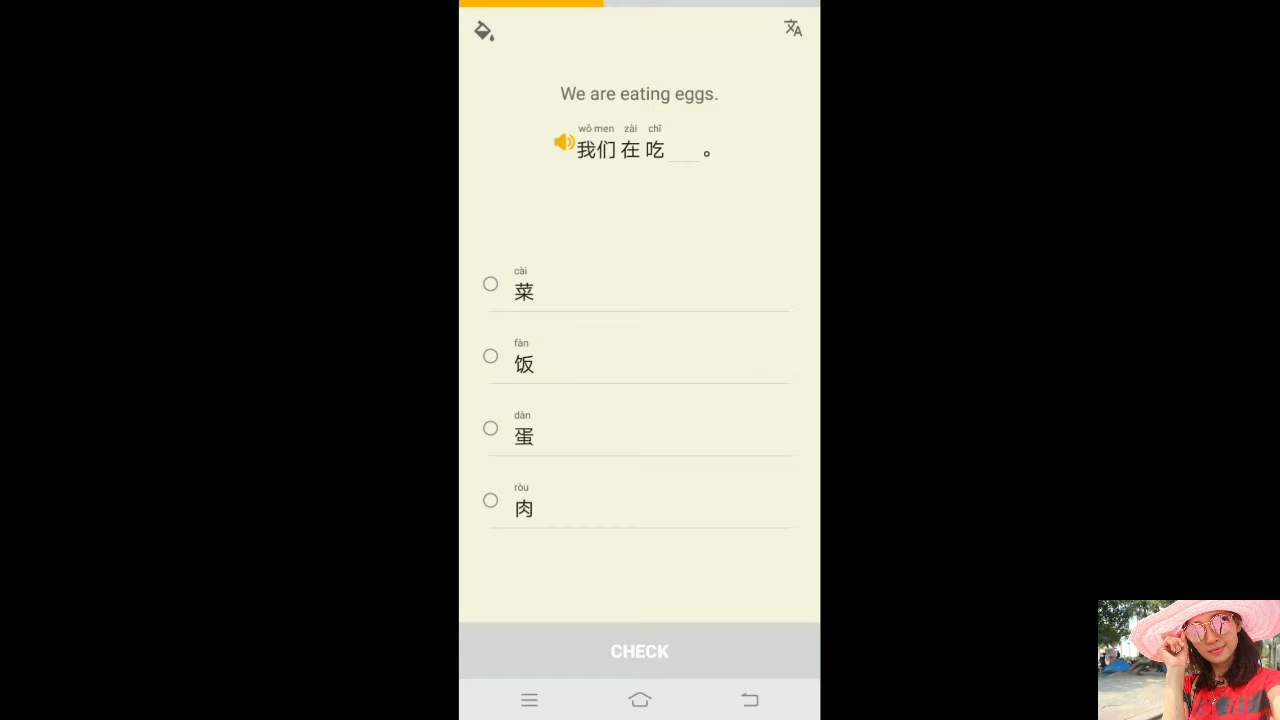 We are eating eggs.
wǒ men zài chī
我们 在 吃 ___ 。
cài
菜
fàn
饭
dàn
蛋
ròu
肉
CHECK